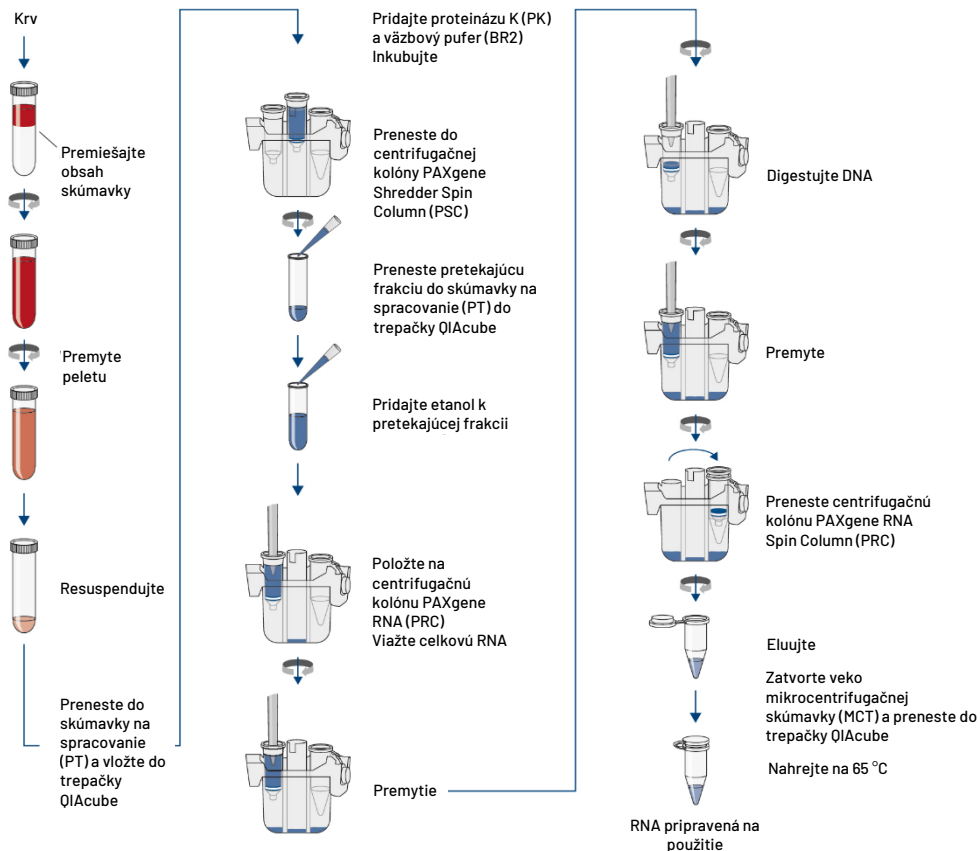 Krv
Premiešajte
obsah
skúmavky
Premyte
peletu
Resuspendujte
Preneste do
skúmavky na
spracovanie
(PT) a vložte do
trepačky
QIAcube
Pridajte proteinázu K (PK)
a väzbový pufer (BR2)
Inkubujte
Preneste do
centrifugačnej
kolóny PAXgene
Shredder Spin
Column (PSC)
Preneste pretekajúcu
frakciu do skúmavky na
spracovanie (PT) do
trepačky QIAcube
Pridajte etanol k
pretekajúcej frakcii
Položte na
centrifugačnú
kolónu PAXgene
RNA (PRC)
Viažte celkovú RNA
Premytie
Digestujte DNA
Premyte
Preneste centrifugačnú
kolónu PAXgene RNA
Spin Column (PRC)
Eluujte
Zatvorte veko
mikrocentrifugačnej
skúmavky (MCT) a preneste do
trepačky QIAcube
Nahrejte na 65 °C
RNA pripravená na
použitie